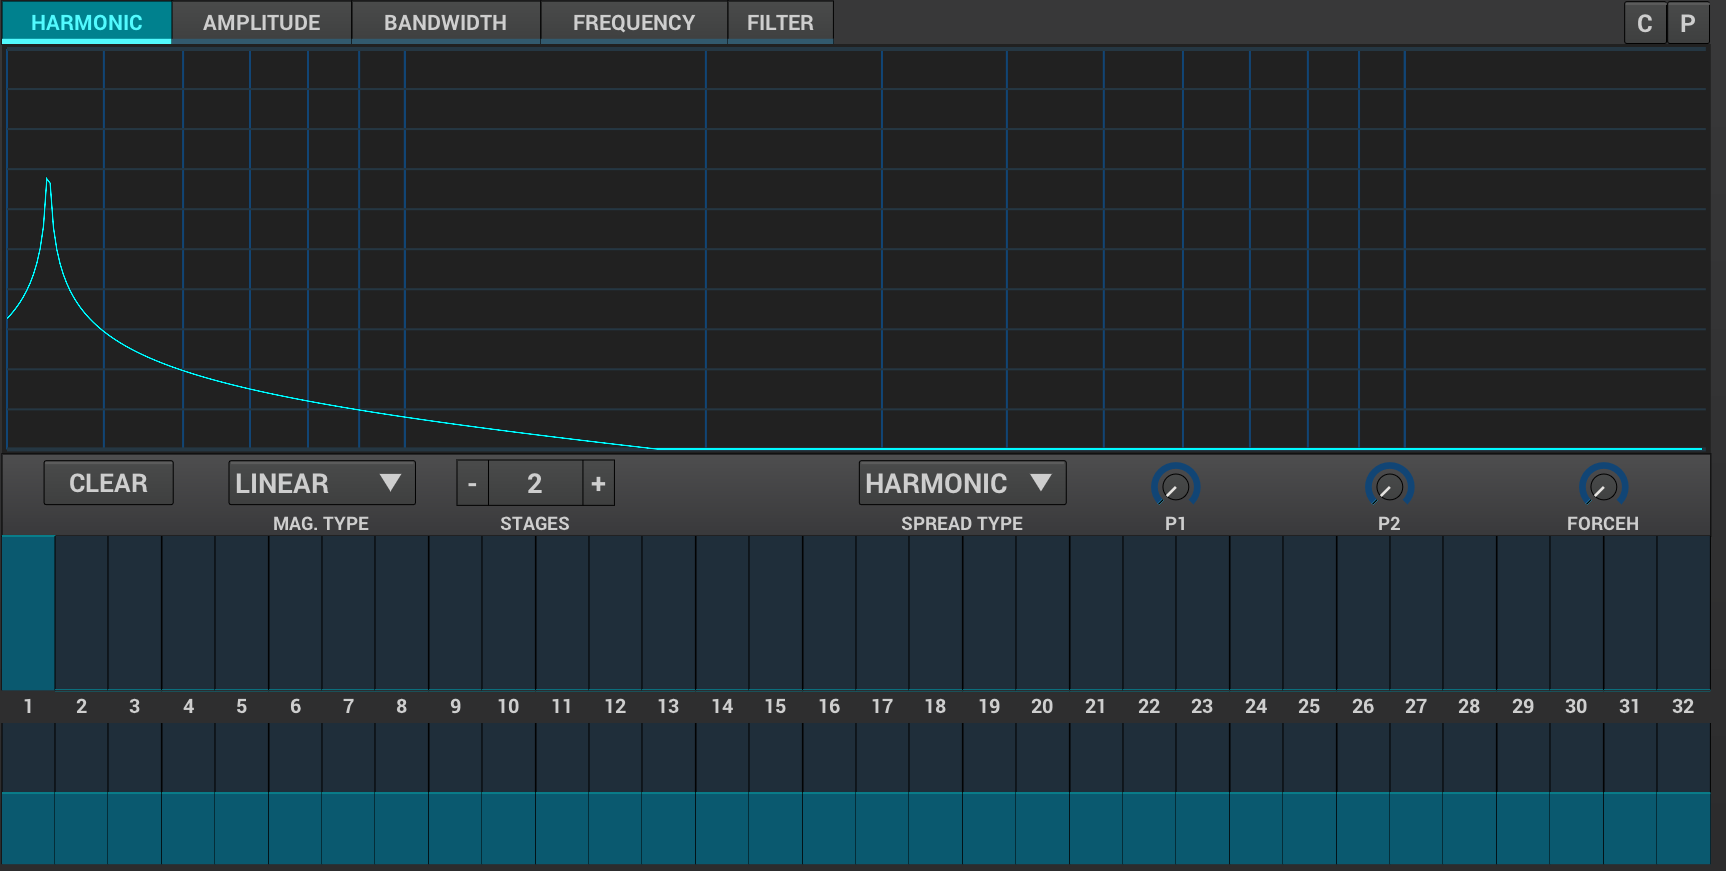 HARMONIC AMPLITUDE BANDWIDTH FREQUENCY FILTER C P
CLEAR LINEAR - 2 + HARMONIC
MAG. TYPE STAGES SPREAD TYPE P1 P2 FORCEH
1 2 3 4 5 6 7 8 9 10 11 12 13 14 15 16 17 18 19 20 21 22 23 24 25 26 27 28 29 30 31 32